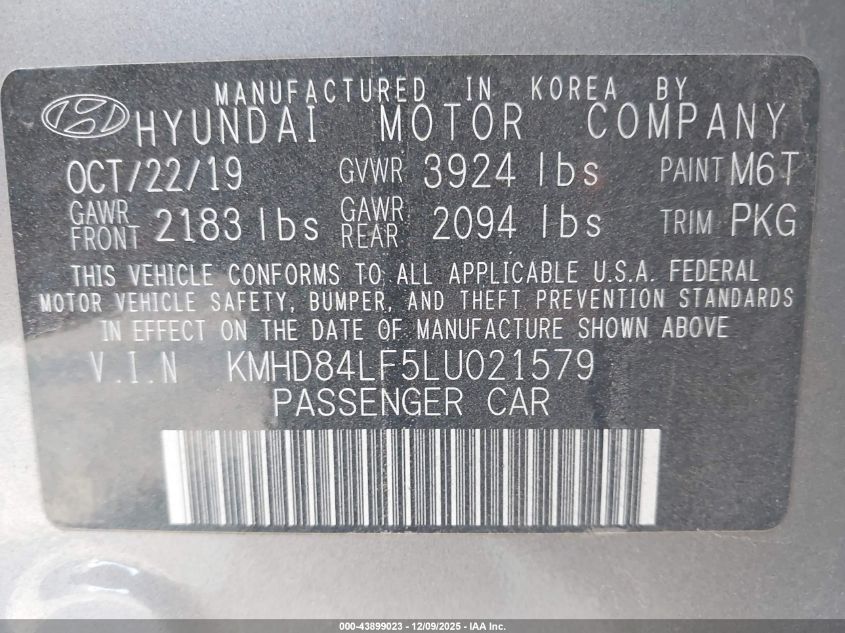 MANUFACTURED IN KOREA BY
HYUNDAI MOTOR COMPANY
OCT/22/19 GVWR 3924 lbs PAINT M6T
GAWR FRONT 2183 lbs GAWR REAR 2094 lbs TRIM PKG
THIS VEHICLE CONFORMS TO ALL APPLICABLE U.S.A. FEDERAL
MOTOR VEHICLE SAFETY, BUMPER, AND THEFT PREVENTION STANDARDS
IN EFFECT ON THE DATE OF MANUFACTURE SHOWN ABOVE
V.I.N KMHD84LF5LU021579
PASSENGER CAR
000-43899023 - 12/09/2025 - IAA Inc.